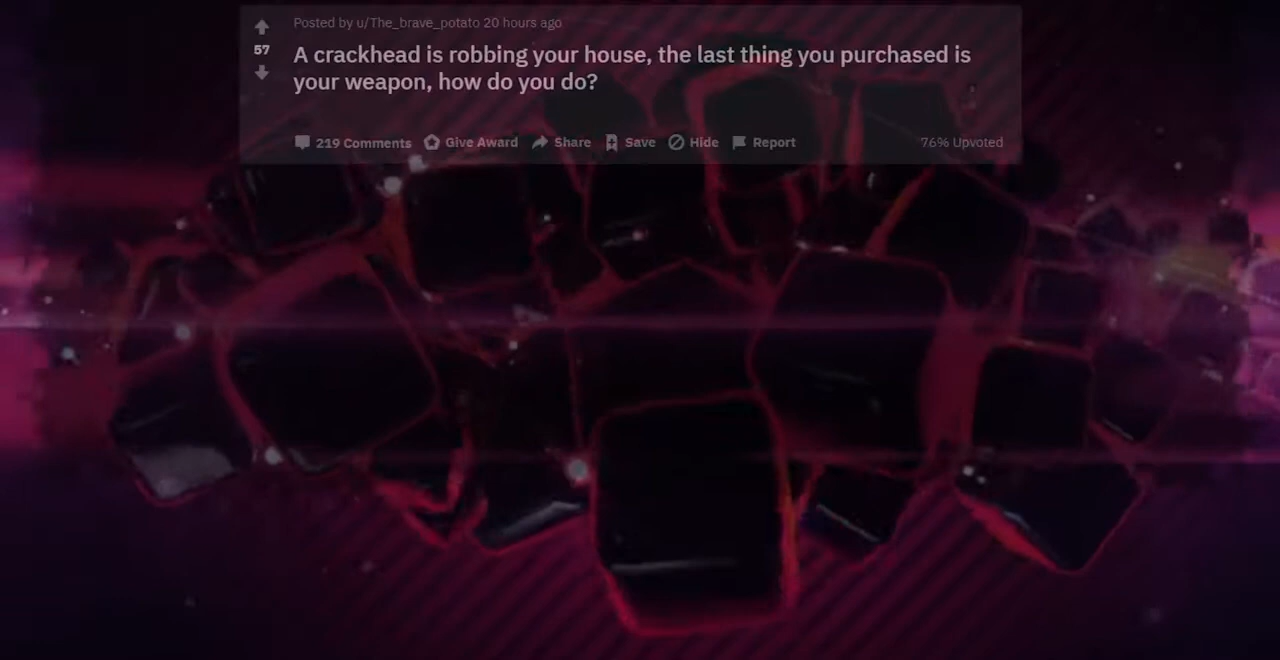 Posted by u/The_brave_potato 20 hours ago
57
A crackhead is robbing your house, the last thing you purchased is
your weapon, how do you do?
219 Comments Give Award Share Save Hide Report 76% Upvoted